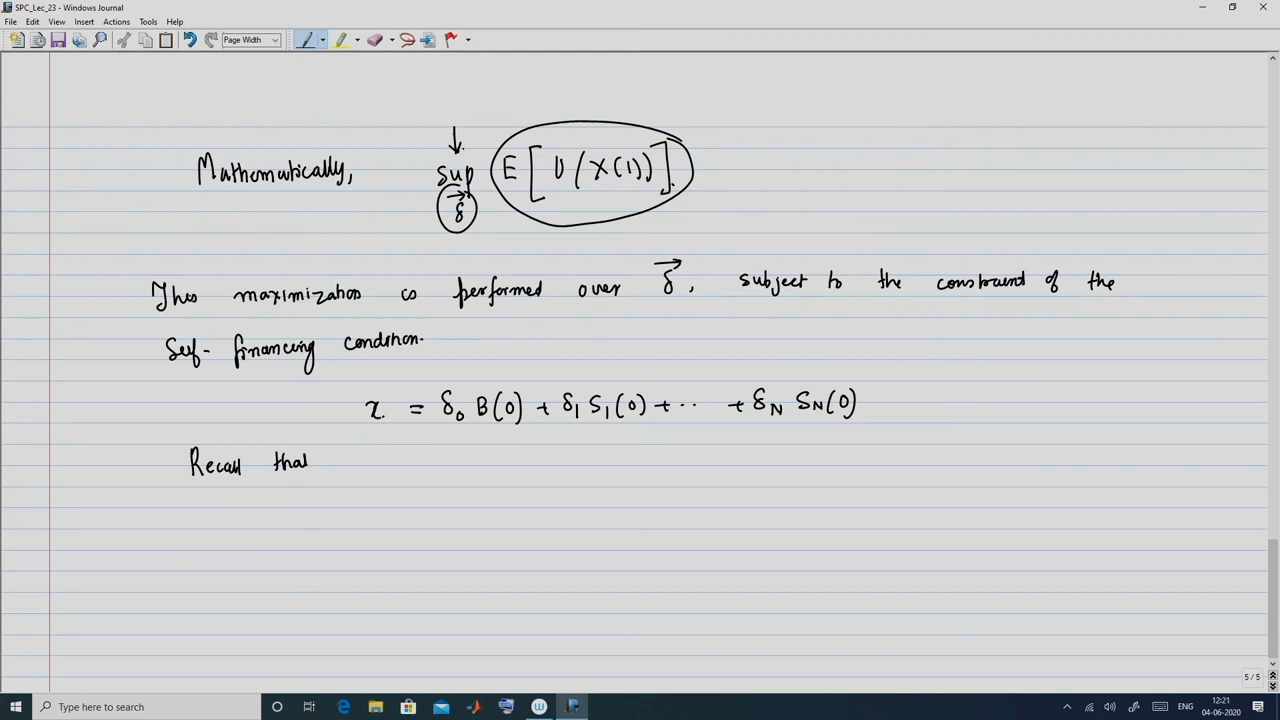 SPC_Lec_23 - Windows Journal
File Edit View Insert Actions Tools Help
Page Width
Mathematically, sup E [ U(X(1)) ].
δ
This maximization is performed over δ, subject to the constraint of the
Self-financing condition.
x = δ₀ B(0) + δ₁ S₁(0) + ·· + δ_N S_N(0)
Recall that
5 / 5
Type here to search
ENG
12:21
04-06-2020